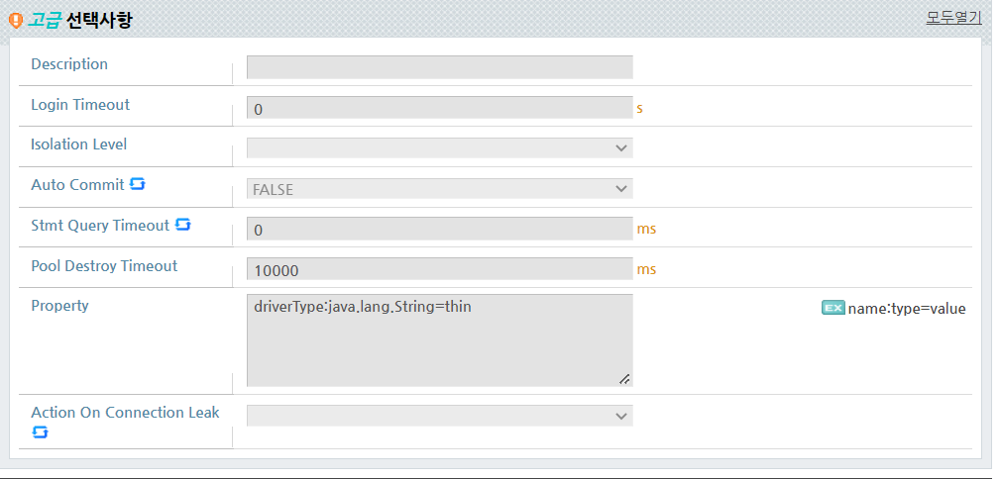 고급 선택사항
모두열기
Description
Login Timeout
0
s
Isolation Level
Auto Commit
FALSE
Stmt Query Timeout
0
ms
Pool Destroy Timeout
10000
ms
Property
driverType:java.lang.String=thin
EX name:type=value
Action On Connection Leak